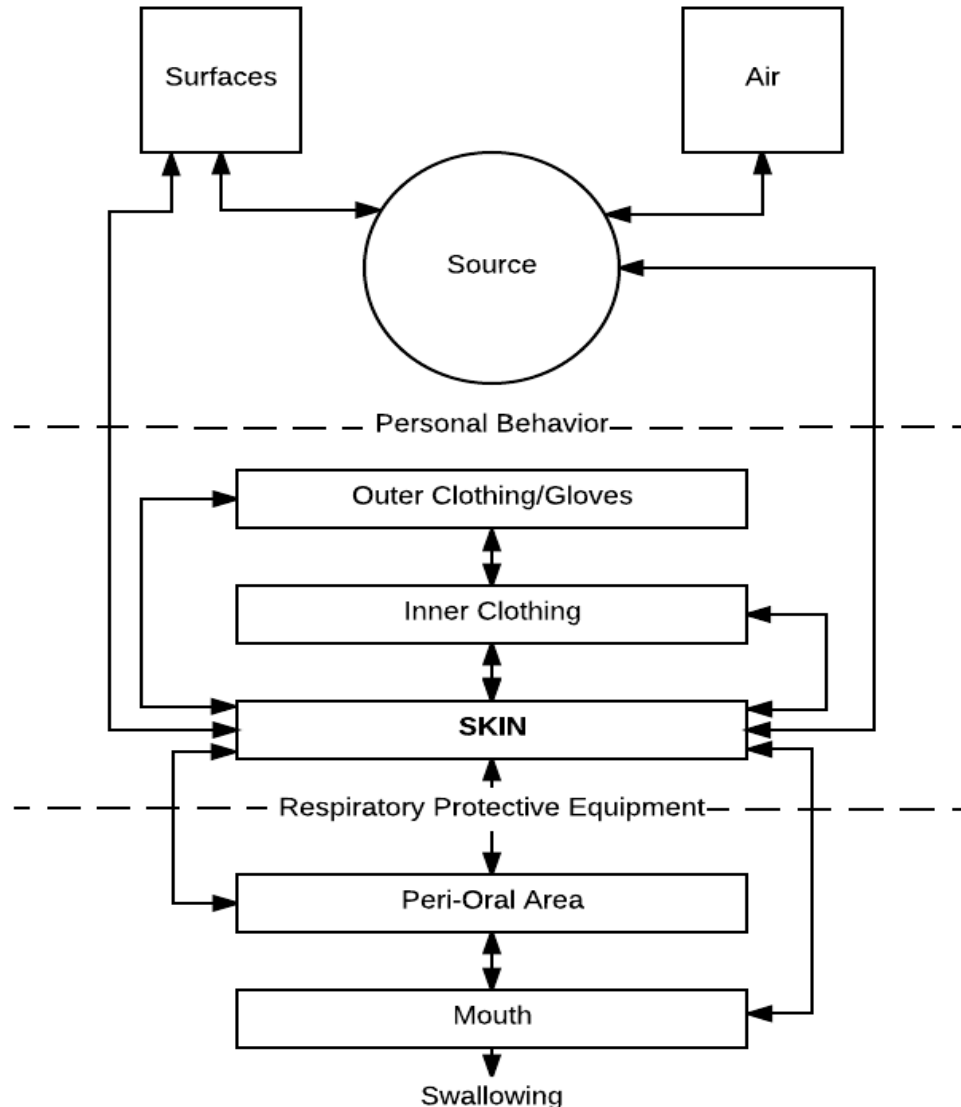 Surfaces
Air
Source
Personal Behavior
Outer Clothing/Gloves
Inner Clothing
SKIN
Respiratory Protective Equipment
Peri-Oral Area
Mouth
Swallowing